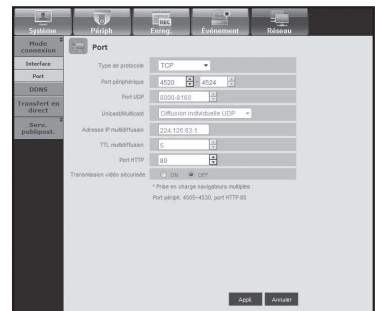 REC
Système Périph Enreg. Événement Réseau
Mode connexion
Interface
Port
DDNS
Transfert en direct
Serv. publipost.
Port
Type de protocole TCP
Port périphérique 4520 - 4524
Port UDP 8000-8160
Unicast/Multicast Diffusion individuelle UDP
Adresse IP multidiffusion 224.126.63.1
TTL multidiffusion 5
Port HTTP 80
Transmission vidéo sécurisée ON OFF
* Prise en charge navigateurs multiples :
Port périph. 4505~4530, port HTTP 80
Appli. Annuler